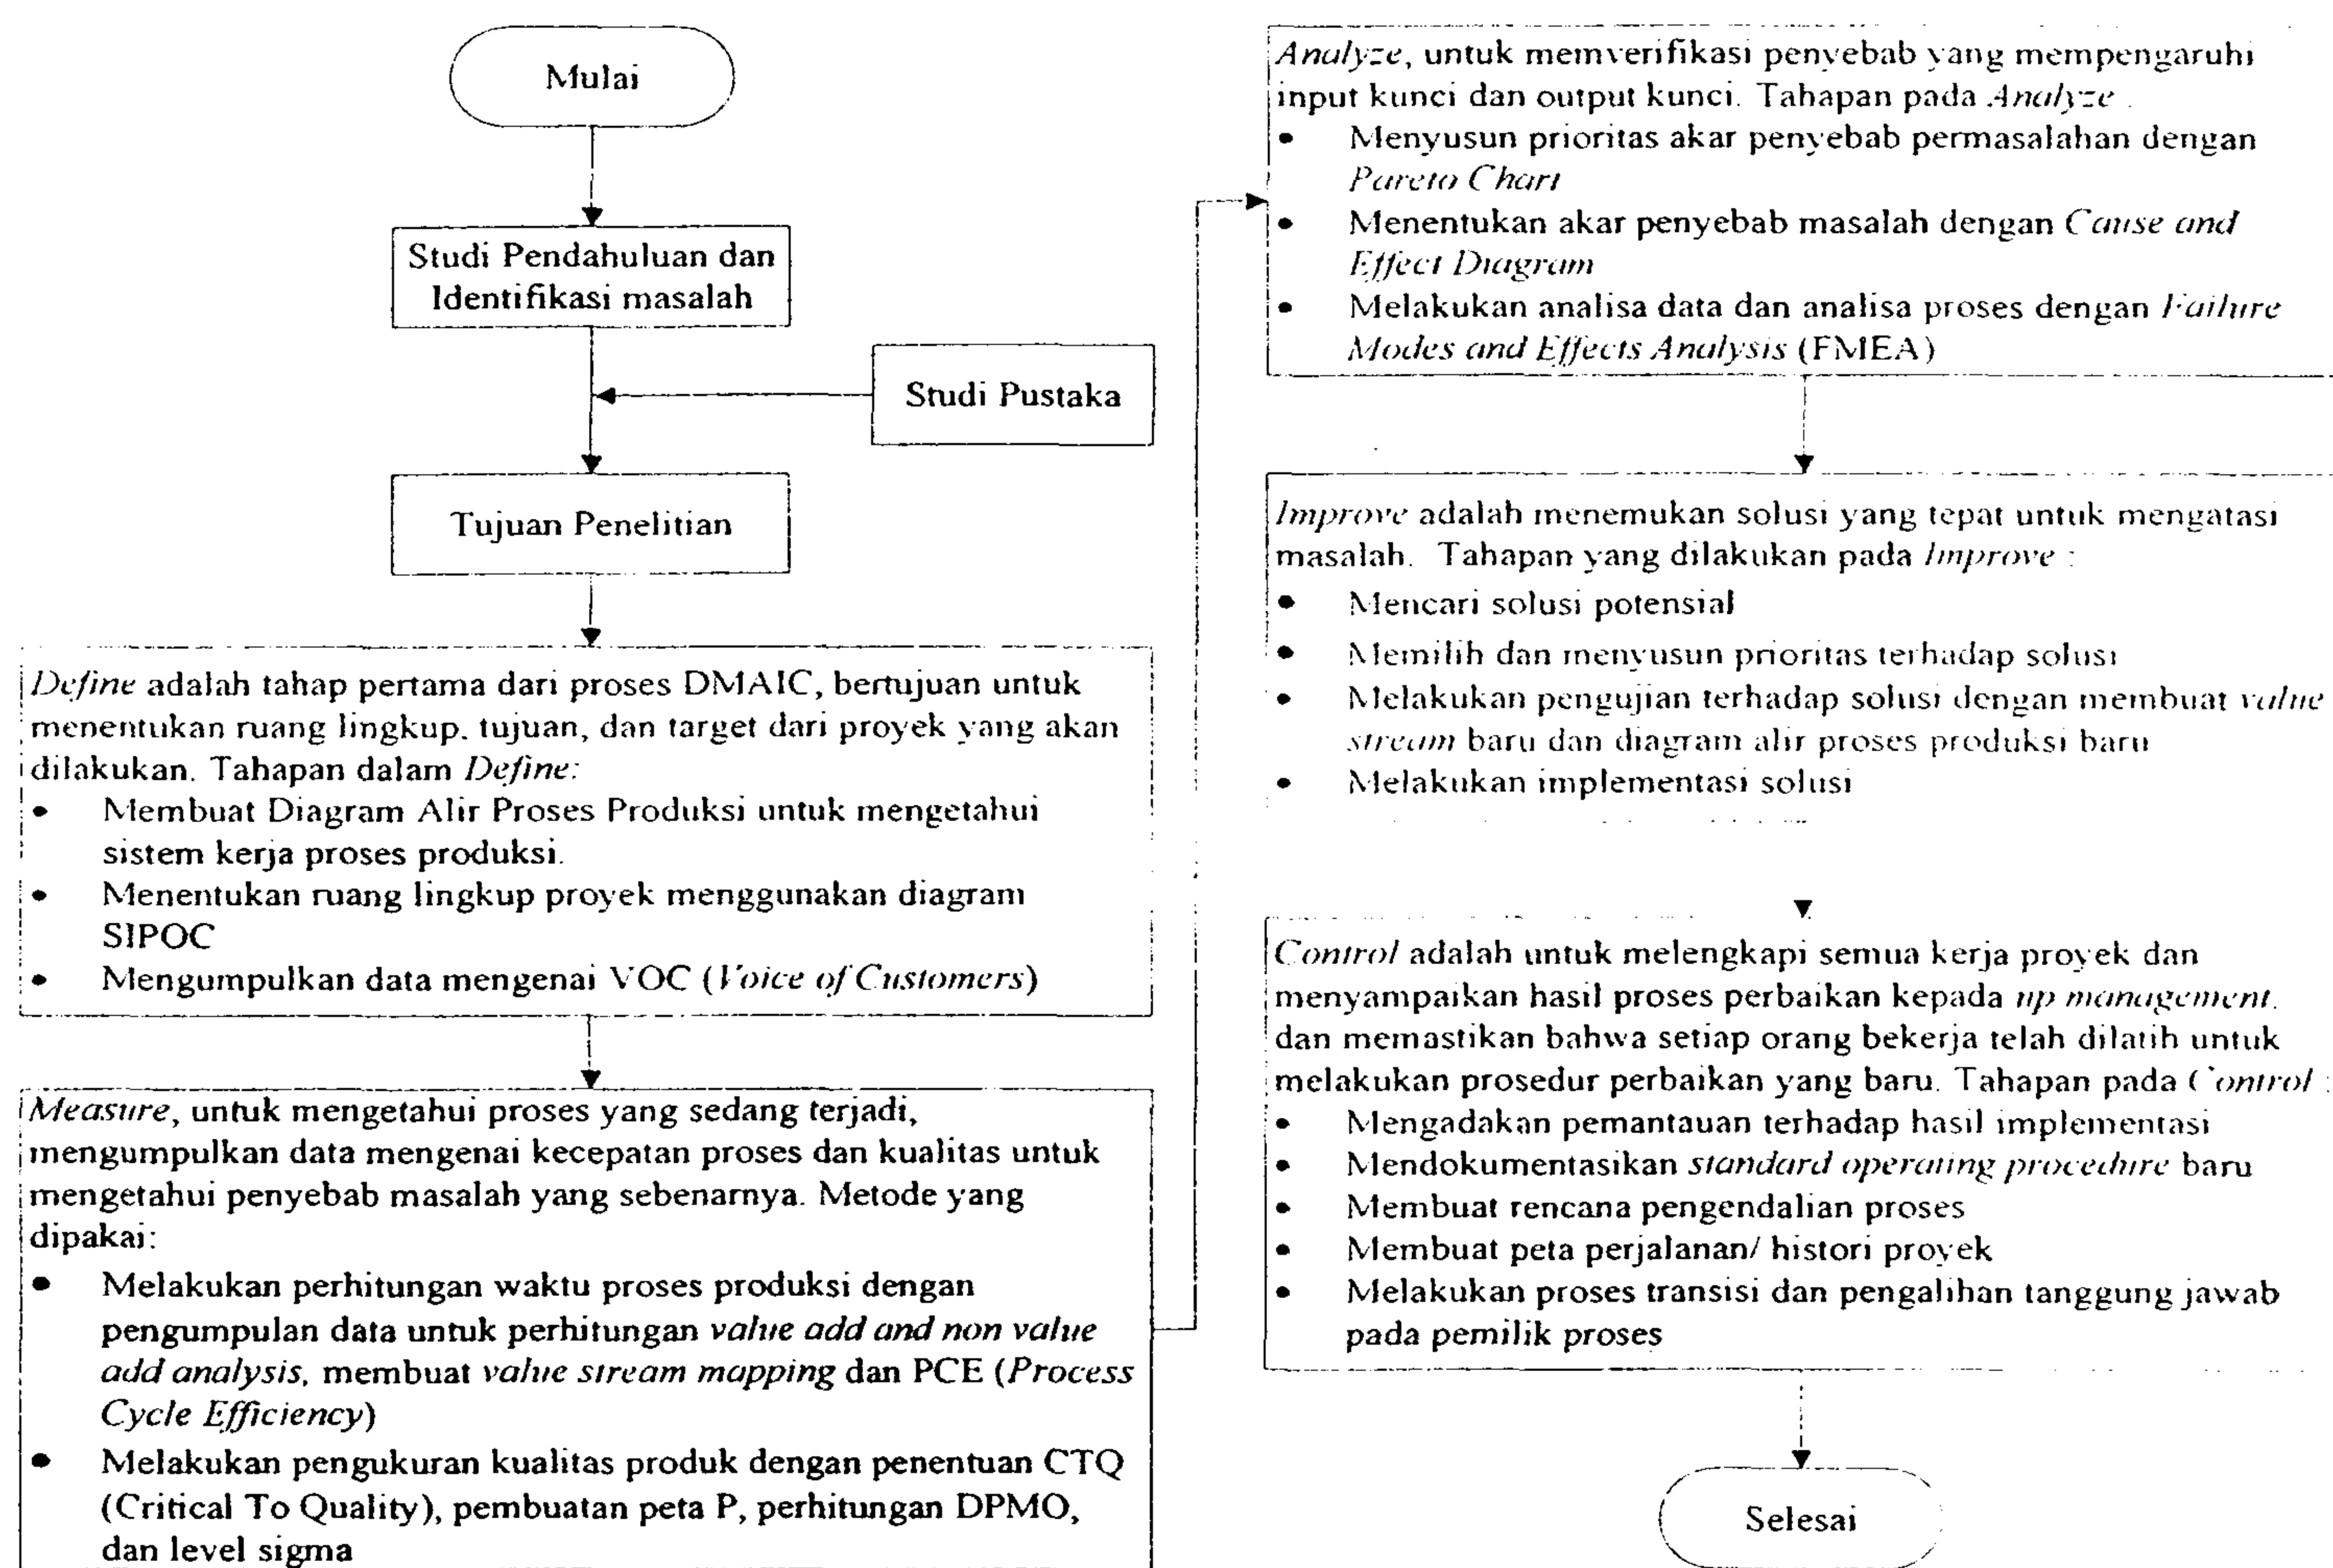 Mulai
Studi Pendahuluan dan
Identifikasi masalah
Studi Pustaka
Tujuan Penelitian
Define adalah tahap pertama dari proses DMAIC, bertujuan untuk
menentukan ruang lingkup, tujuan, dan target dari proyek yang akan
dilakukan. Tahapan dalam Define:
• Membuat Diagram Alir Proses Produksi untuk mengetahui
sistem kerja proses produksi.
• Menentukan ruang lingkup proyek menggunakan diagram
SIPOC
• Mengumpulkan data mengenai VOC (Voice of Customers)
Measure, untuk mengetahui proses yang sedang terjadi,
mengumpulkan data mengenai kecepatan proses dan kualitas untuk
mengetahui penyebab masalah yang sebenarnya. Metode yang
dipakai:
• Melakukan perhitungan waktu proses produksi dengan
pengumpulan data untuk perhitungan value add and non value
add analysis, membuat value stream mapping dan PCE (Process
Cycle Efficiency)
• Melakukan pengukuran kualitas produk dengan penentuan CTQ
(Critical To Quality), pembuatan peta P, perhitungan DPMO,
dan level sigma
Analyze, untuk memverifikasi penyebab yang mempengaruhi
input kunci dan output kunci. Tahapan pada Analyze :
• Menyusun prioritas akar penyebab permasalahan dengan
Pareto Chart
• Menentukan akar penyebab masalah dengan Cause and
Effect Diagram
• Melakukan analisa data dan analisa proses dengan Failure
Modes and Effects Analysis (FMEA)
Improve adalah menemukan solusi yang tepat untuk mengatasi
masalah. Tahapan yang dilakukan pada Improve :
• Mencari solusi potensial
• Memilih dan menyusun prioritas terhadap solusi
• Melakukan pengujian terhadap solusi dengan membuat value
stream baru dan diagram alir proses produksi baru
• Melakukan implementasi solusi
Control adalah untuk melengkapi semua kerja proyek dan
menyampaikan hasil proses perbaikan kepada up management.
dan memastikan bahwa setiap orang bekerja telah dilatih untuk
melakukan prosedur perbaikan yang baru. Tahapan pada Control :
• Mengadakan pemantauan terhadap hasil implementasi
• Mendokumentasikan standard operating procedure baru
• Membuat rencana pengendalian proses
• Membuat peta perjalanan/ histori proyek
• Melakukan proses transisi dan pengalihan tanggung jawab
pada pemilik proses
Selesai